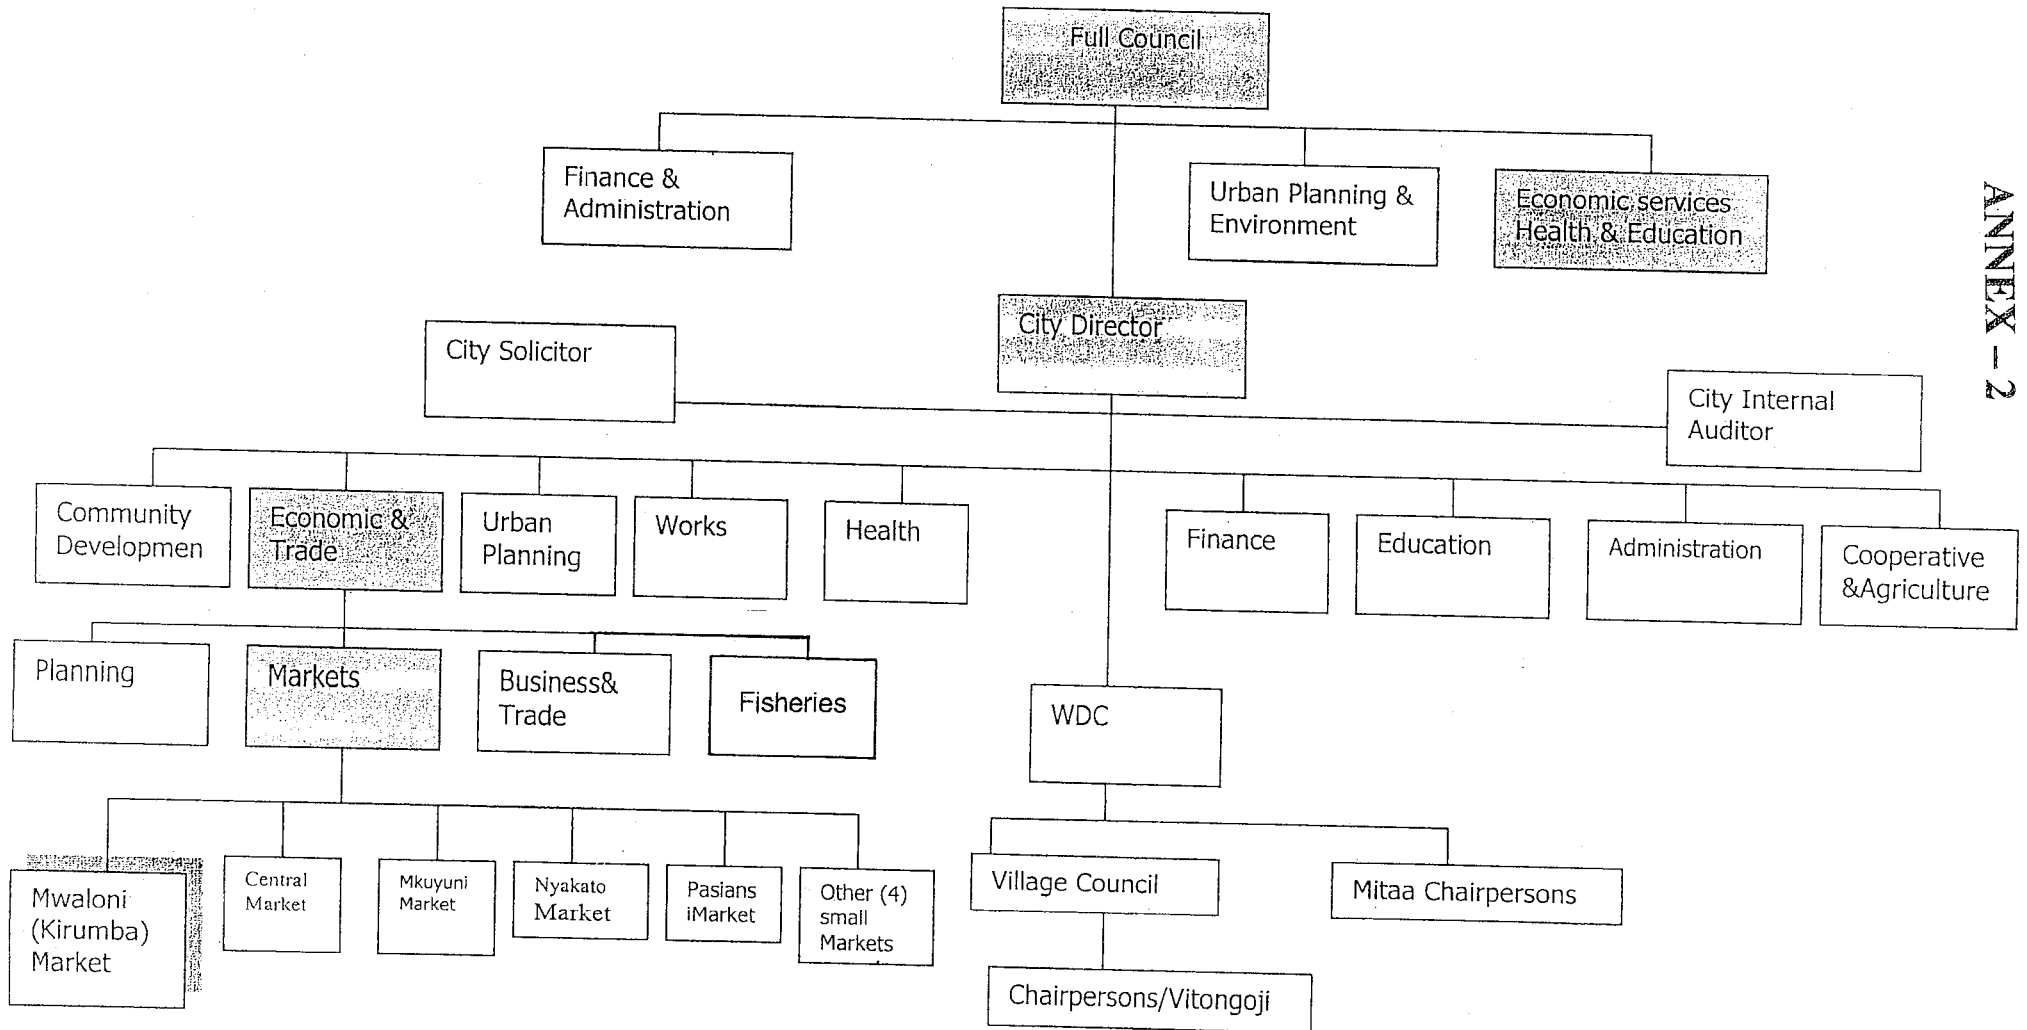 Full Council
ANNEX – 2
Finance &
Administration
Urban Planning &
Environment
Economic services
Health & Education
City Solicitor
City Director
City Internal
Auditor
Community
Developmen
Economic &
Trade
Urban
Planning
Works
Health
Finance
Education
Administration
Cooperative
&Agriculture
Planning
Markets
Business&
Trade
Fisheries
WDC
Mwaloni
(Kirumba)
Market
Central
Market
Mkuyuni
Market
Nyakato
Market
Pasians
iMarket
Other (4)
small
Markets
Village Council
Mitaa Chairpersons
Chairpersons/Vitongoji